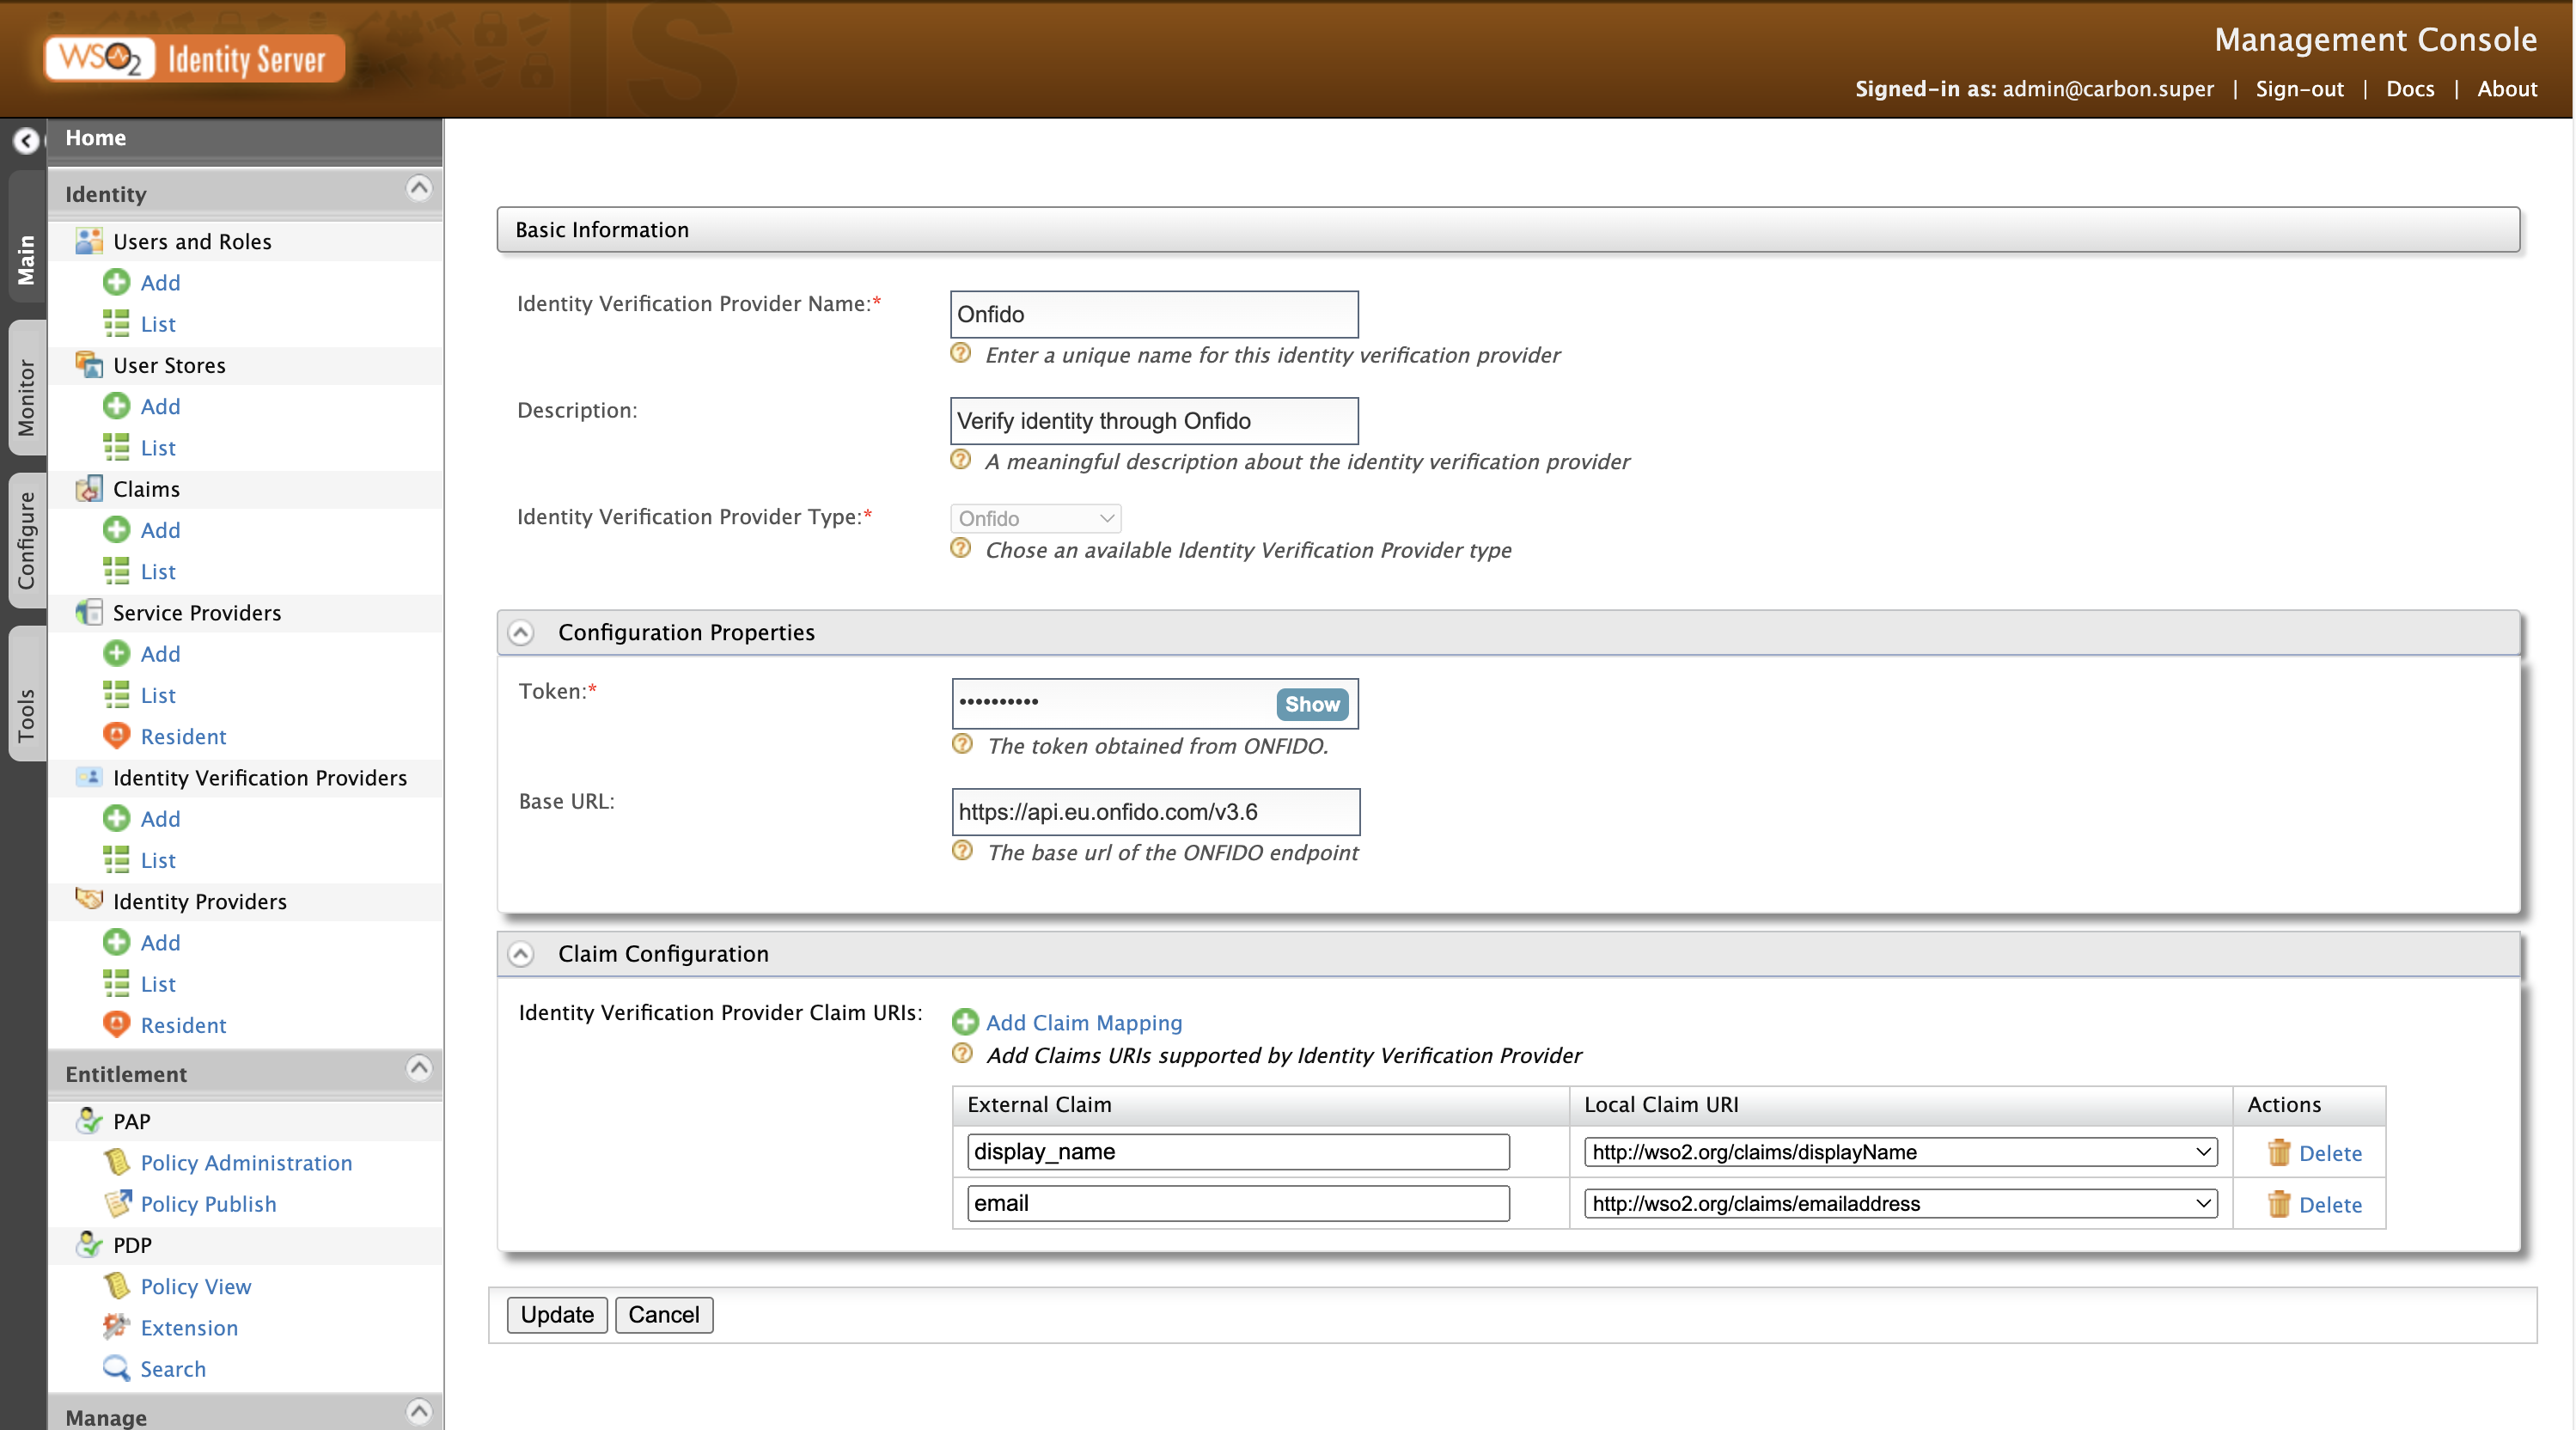 WSO2 Identity Server
Management Console
Signed-in as: admin@carbon.super | Sign-out | Docs | About
Main
Monitor
Configure
Tools
Home
Identity
Users and Roles
Add
List
User Stores
Add
List
Claims
Add
List
Service Providers
Add
List
Resident
Identity Verification Providers
Add
List
Identity Providers
Add
List
Resident
Entitlement
PAP
Policy Administration
Policy Publish
PDP
Policy View
Extension
Search
Manage
Basic Information
Identity Verification Provider Name:* Onfido
Enter a unique name for this identity verification provider
Description: Verify identity through Onfido
A meaningful description about the identity verification provider
Identity Verification Provider Type:* Onfido
Chose an available Identity Verification Provider type
Configuration Properties
Token:* •••••••••• Show
The token obtained from ONFIDO.
Base URL: https://api.eu.onfido.com/v3.6
The base url of the ONFIDO endpoint
Claim Configuration
Identity Verification Provider Claim URIs: Add Claim Mapping
Add Claims URIs supported by Identity Verification Provider
External Claim Local Claim URI Actions
display_name http://wso2.org/claims/displayName Delete
email http://wso2.org/claims/emailaddress Delete
Update Cancel